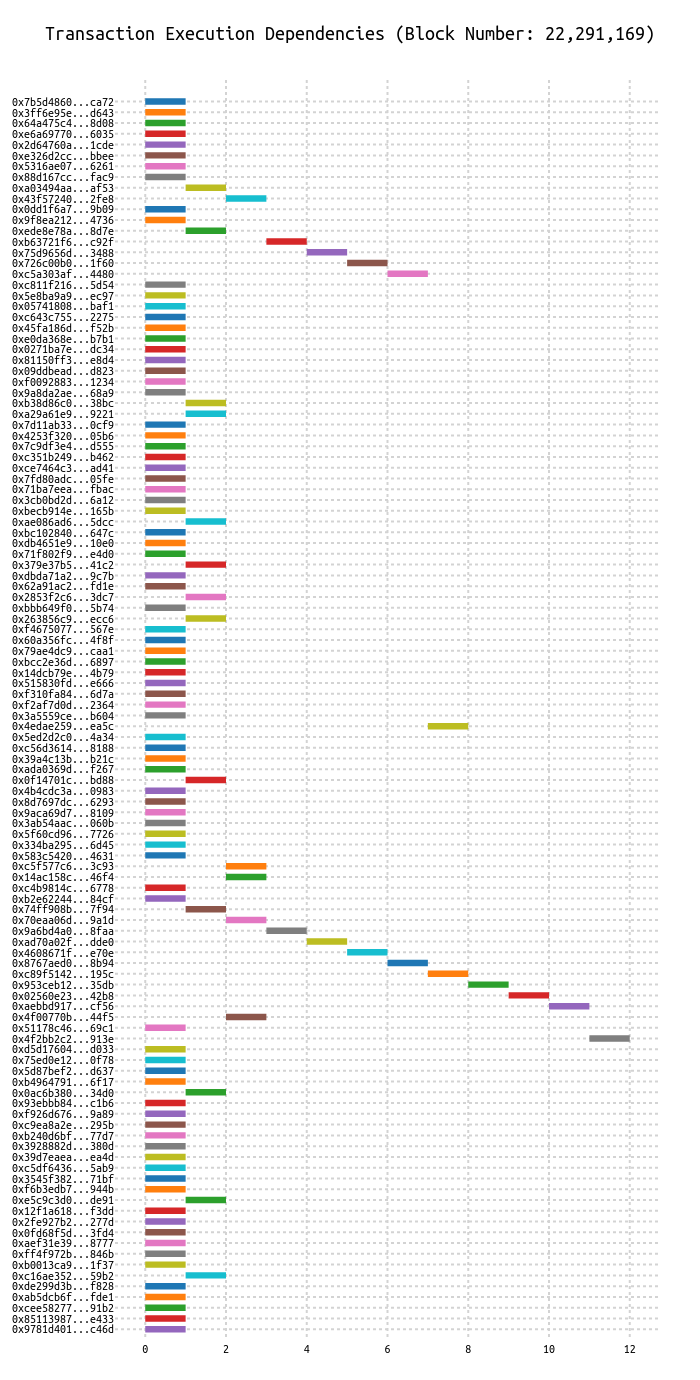 Transaction Execution Dependencies (Block Number: 22,291,169)
0x7b5d4860...ca72
0x3ff6e95e...d643
0x64a475c4...8d08
0xe6a69770...6035
0x2d64760a...1cde
0xe326d2cc...bbee
0x5316ae07...6261
0x88d167cc...fac9
0xa03494aa...af53
0x43f57240...2fe8
0x0dd1f6a7...9b09
0x9f8ea212...4736
0xede8e78a...8d7e
0xb63721f6...c92f
0x75d9656d...3488
0x726c00b0...1f60
0xc5a303af...4480
0xc811f216...5d54
0x5e8ba9a9...ec97
0x05741808...baf1
0xc643c755...2275
0x45fa186d...f52b
0xe0da368e...b7b1
0x0271ba7e...dc34
0x81150ff3...e8d4
0x09ddbead...d823
0xf0092883...1234
0x9a8da2ae...68a9
0xb38d86c0...38bc
0xa29a61e9...9221
0x7d11ab33...0cf9
0x4253f320...05b6
0x7c9df3e4...d555
0xc351b249...b462
0xce7464c3...ad41
0x7fd80adc...05fe
0x71ba7eea...fbac
0x3cb0bd2d...6a12
0xbecb914e...165b
0xae086ad6...5dcc
0xbc102840...647c
0xdb4651e9...10e0
0x71f802f9...e4d0
0x379e37b5...41c2
0xdbda71a2...9c7b
0x62a91ac2...fd1e
0x2853f2c6...3dc7
0xbbb649f0...5b74
0x263856c9...ecc6
0xf4675077...567e
0x60a356fc...4f8f
0x79ae4dc9...caa1
0xbcc2e36d...6897
0x14dcb79e...4b79
0x515830fd...e666
0xf310fa84...6d7a
0xf2af7d0d...2364
0x3a5559ce...b604
0x4edae259...ea5c
0x5ed2d2c0...4a34
0xc56d3614...8188
0x39a4c13b...b21c
0xada0369d...f267
0x0f14701c...bd88
0x4b4cdc3a...0983
0x8d7697dc...6293
0x9aca69d7...8109
0x3ab54aac...060b
0x5f60cd96...7726
0x334ba295...6d45
0x583c5420...4631
0xc5f577c6...3c93
0x14ac158c...46f4
0xc4b9814c...6778
0xb2e62244...84cf
0x74ff908b...7f94
0x70eaa06d...9a1d
0x9a6bd4a0...8faa
0xad70a02f...dde0
0x4608671f...e70e
0x8767aed0...8b94
0xc89f5142...195c
0x953ceb12...35db
0x02560e23...42b8
0xaebbd917...cf56
0x4f00770b...44f5
0x51178c46...69c1
0x4f2bb2c2...913e
0xd5d17604...d033
0x75ed0e12...0f78
0x5d87bef2...d637
0xb4964791...6f17
0x0ac6b380...34d0
0x93ebbb84...c1b6
0xf926d676...9a89
0xc9ea8a2e...295b
0xb240d6bf...77d7
0x3928882d...380d
0x39d7eaea...ea4d
0xc5df6436...5ab9
0x3545f382...71bf
0xf6b3edb7...944b
0xe5c9c3d0...de91
0x12f1a618...f3dd
0x2fe927b2...277d
0x0fd68f5d...3fd4
0xaef31e39...8777
0xff4f972b...846b
0xb0013ca9...1f37
0xc16ae352...59b2
0xde299d3b...f828
0xab5dcb6f...fde1
0xcee58277...91b2
0x85113987...e433
0x9781d401...c46d
0 2 4 6 8 10 12